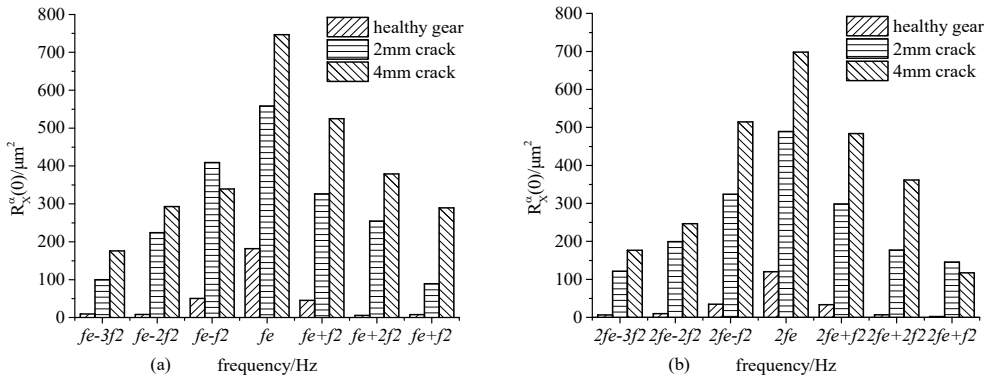 800
700
600
500
400
300
200
100
0
R_X^α(0)/μm²
healthy gear
2mm crack
4mm crack
fe-3f2 fe-2f2 fe-f2 fe fe+f2 fe+2f2 fe+f2
(a) frequency/Hz
800
700
600
500
400
300
200
100
0
R_X^α(0)/μm²
healthy gear
2mm crack
4mm crack
2fe-3f2 2fe-2f2 2fe-f2 2fe 2fe+f2 2fe+2f2 2fe+f2
(b) frequency/Hz